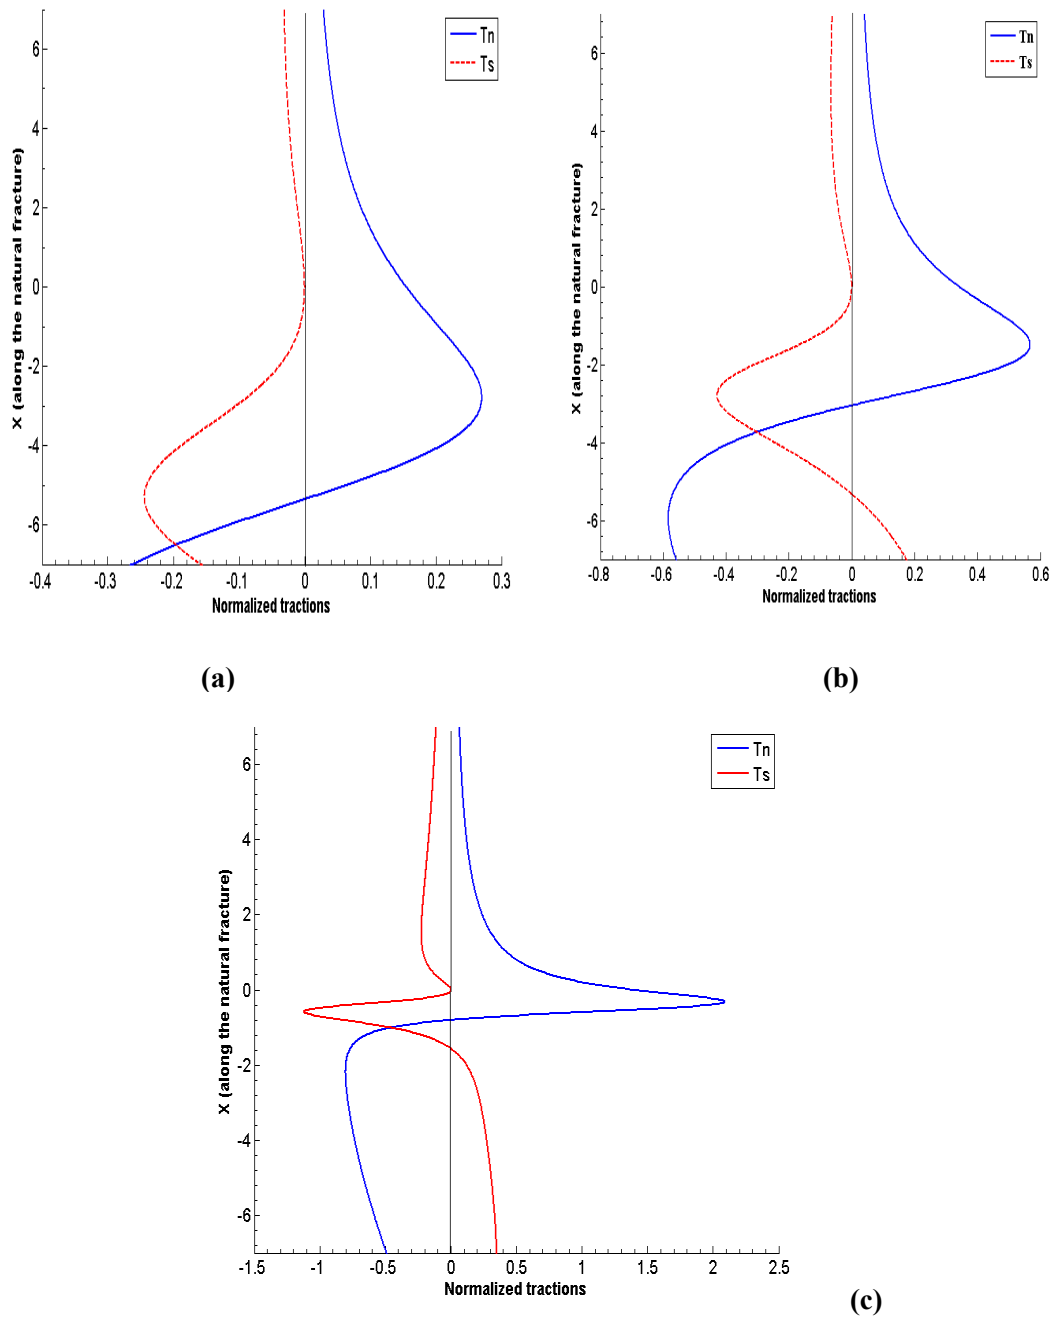 Tn
Ts
6
4
2
0
-2
-4
-6
X (along the natural fracture)
-0.4 -0.3 -0.2 -0.1 0 0.1 0.2 0.3
Normalized tractions
(a)
Tn
Ts
6
4
2
0
-2
-4
-6
X (along the natural fracture)
-0.8 -0.6 -0.4 -0.2 0 0.2 0.4 0.6
Normalized tractions
(b)
Tn
Ts
6
4
2
0
-2
-4
-6
X (along the natural fracture)
-1.5 -1 -0.5 0 0.5 1 1.5 2 2.5
Normalized tractions
(c)